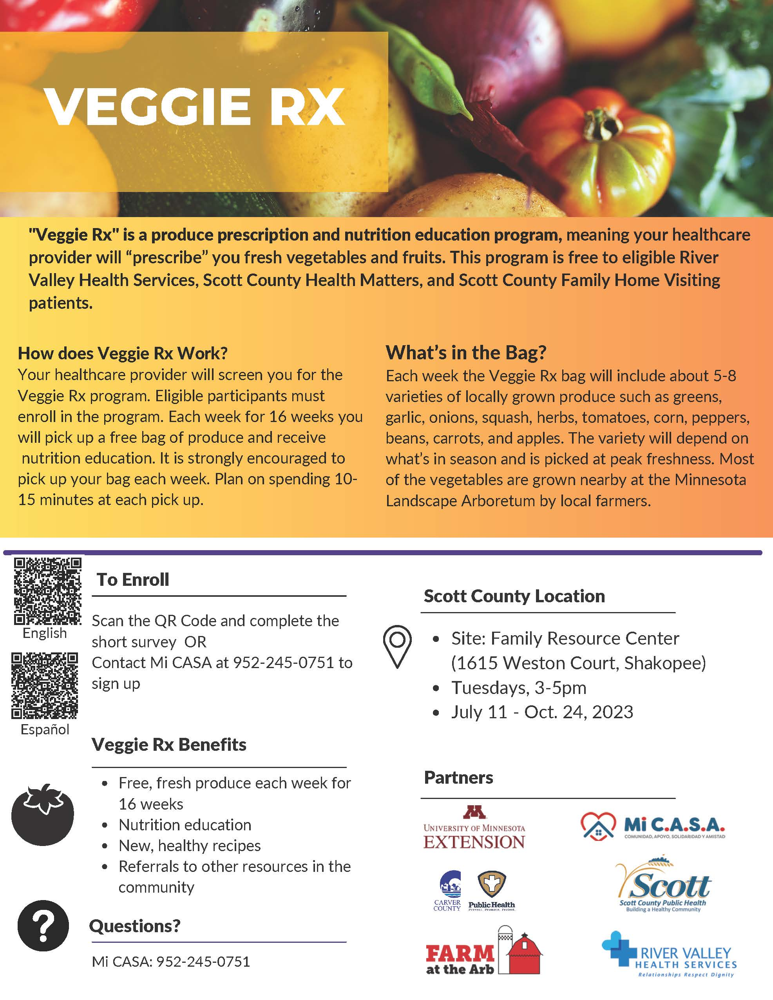 VEGGIE RX
"Veggie Rx" is a produce prescription and nutrition education program, meaning your healthcare
provider will “prescribe” you fresh vegetables and fruits. This program is free to eligible River
Valley Health Services, Scott County Health Matters, and Scott County Family Home Visiting
patients.
How does Veggie Rx Work?
Your healthcare provider will screen you for the
Veggie Rx program. Eligible participants must
enroll in the program. Each week for 16 weeks you
will pick up a free bag of produce and receive
nutrition education. It is strongly encouraged to
pick up your bag each week. Plan on spending 10-
15 minutes at each pick up.
What’s in the Bag?
Each week the Veggie Rx bag will include about 5-8
varieties of locally grown produce such as greens,
garlic, onions, squash, herbs, tomatoes, corn, peppers,
beans, carrots, and apples. The variety will depend on
what’s in season and is picked at peak freshness. Most
of the vegetables are grown nearby at the Minnesota
Landscape Arboretum by local farmers.
English
Español
To Enroll
Scan the QR Code and complete the
short survey OR
Contact Mi CASA at 952-245-0751 to
sign up
Veggie Rx Benefits
• Free, fresh produce each week for
16 weeks
• Nutrition education
• New, healthy recipes
• Referrals to other resources in the
community
?
Questions?
Mi CASA: 952-245-0751
Scott County Location
• Site: Family Resource Center
(1615 Weston Court, Shakopee)
• Tuesdays, 3-5pm
• July 11 - Oct. 24, 2023
Partners
M
UNIVERSITY OF MINNESOTA
EXTENSION
Mi C.A.S.A.
COMUNIDAD, APOYO, SOLIDARIDAD Y AMISTAD
CARVER
COUNTY
Public Health
Prevent. Promote. Protect.
Scott
Scott County Public Health
Building a Healthy Community
FARM
at the Arb
RIVER VALLEY
HEALTH SERVICES
Relationships Respect Dignity